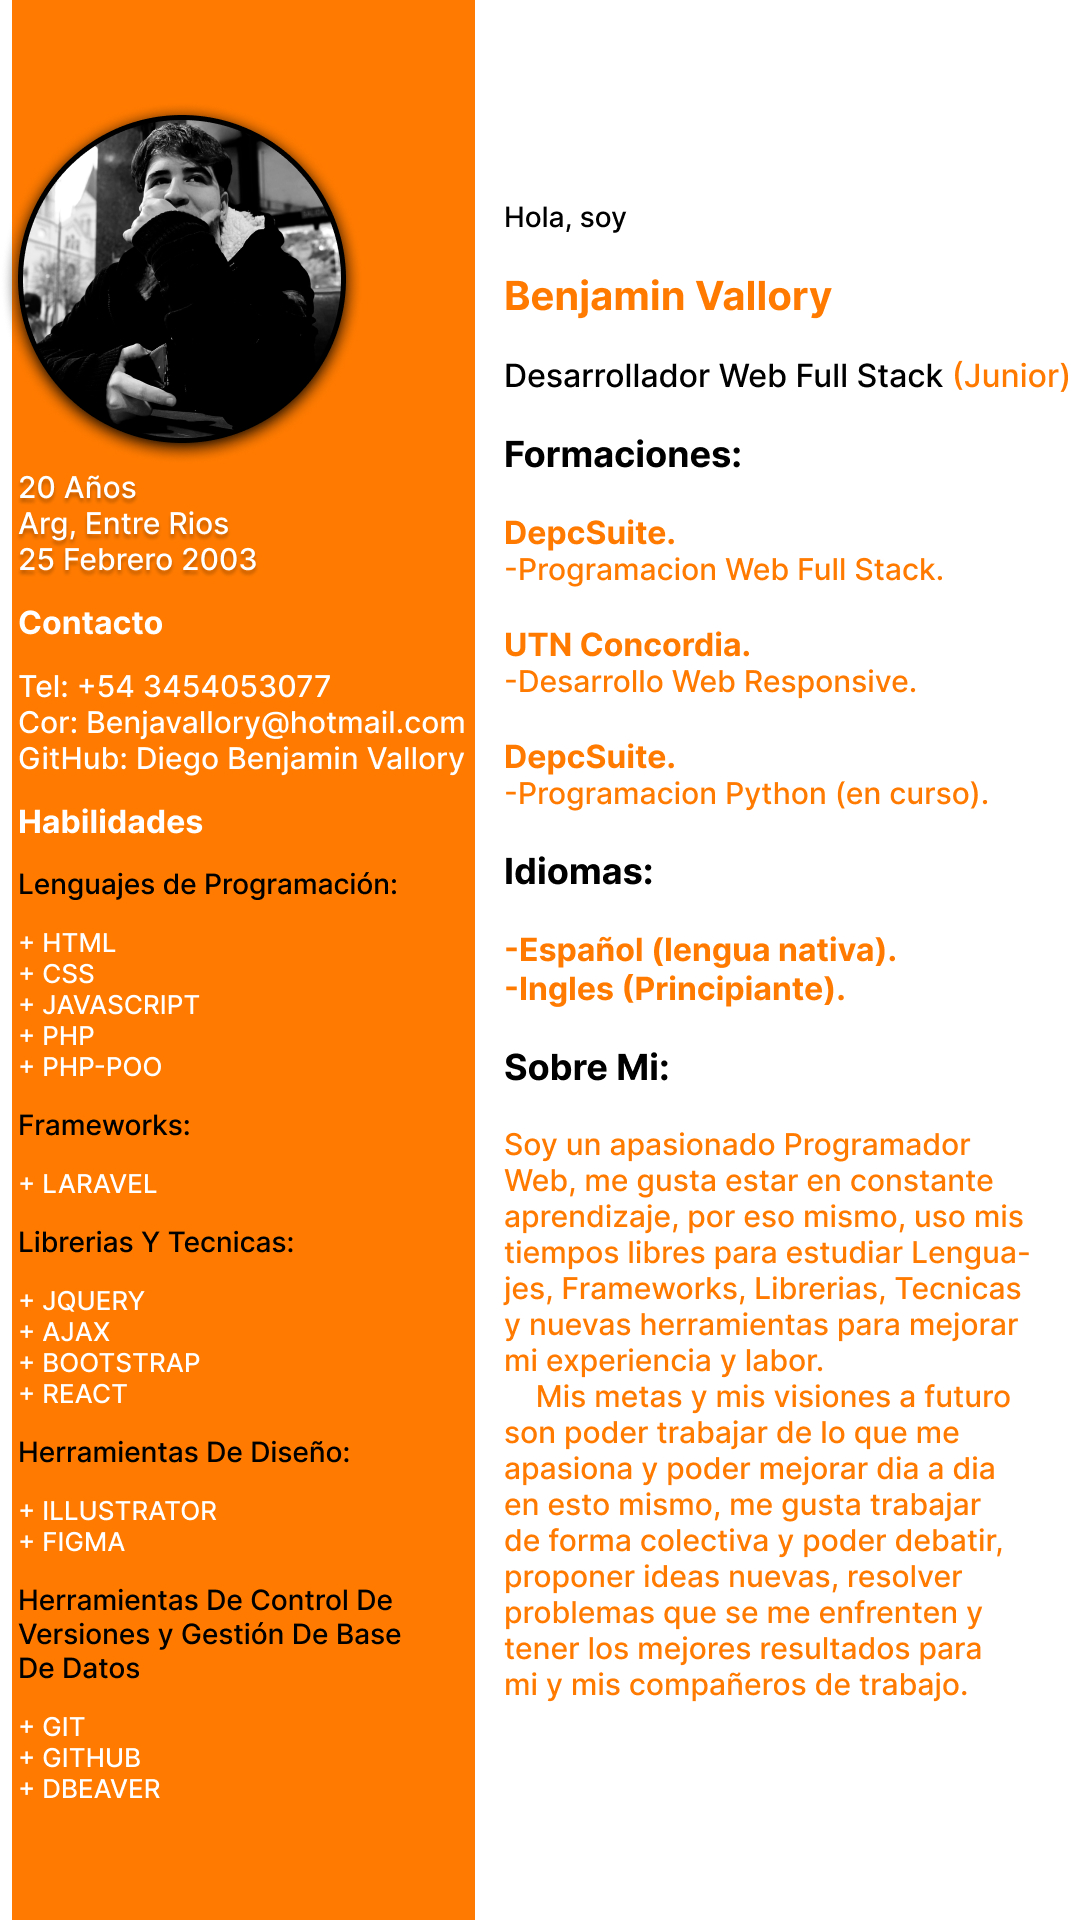 20 Años
Arg, Entre Rios
25 Febrero 2003
Contacto
Tel: +54 3454053077
Cor: Benjavallory@hotmail.com
GitHub: Diego Benjamin Vallory
Habilidades
Lenguajes de Programación:
+ HTML
+ CSS
+ JAVASCRIPT
+ PHP
+ PHP-POO
Frameworks:
+ LARAVEL
Librerias Y Tecnicas:
+ JQUERY
+ AJAX
+ BOOTSTRAP
+ REACT
Herramientas De Diseño:
+ ILLUSTRATOR
+ FIGMA
Herramientas De Control De
Versiones y Gestión De Base
De Datos
+ GIT
+ GITHUB
+ DBEAVER
Hola, soy
Benjamin Vallory
Desarrollador Web Full Stack (Junior)
Formaciones:
DepcSuite.
-Programacion Web Full Stack.
UTN Concordia.
-Desarrollo Web Responsive.
DepcSuite.
-Programacion Python (en curso).
Idiomas:
-Español (lengua nativa).
-Ingles (Principiante).
Sobre Mi:
Soy un apasionado Programador
Web, me gusta estar en constante
aprendizaje, por eso mismo, uso mis
tiempos libres para estudiar Lengua-
jes, Frameworks, Librerias, Tecnicas
y nuevas herramientas para mejorar
mi experiencia y labor.
Mis metas y mis visiones a futuro
son poder trabajar de lo que me
apasiona y poder mejorar dia a dia
en esto mismo, me gusta trabajar
de forma colectiva y poder debatir,
proponer ideas nuevas, resolver
problemas que se me enfrenten y
tener los mejores resultados para
mi y mis compañeros de trabajo.